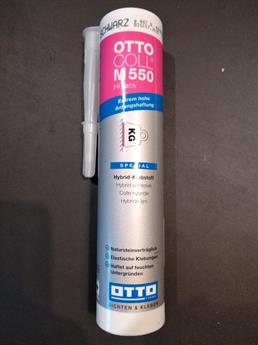 SCHWARZ
OTTO
COLL®
M 550
Hi Tack
Extrem hohe
Anfangshaftung
KG
SPEZIAL
Hybrid-Klebstoff
Hybrid adhesive
Colle hybride
Natursteinverträglich
Elastische Klebungen
Haftet auf feuchten
Untergründen
OTTO
DICHTEN & KLEBEN